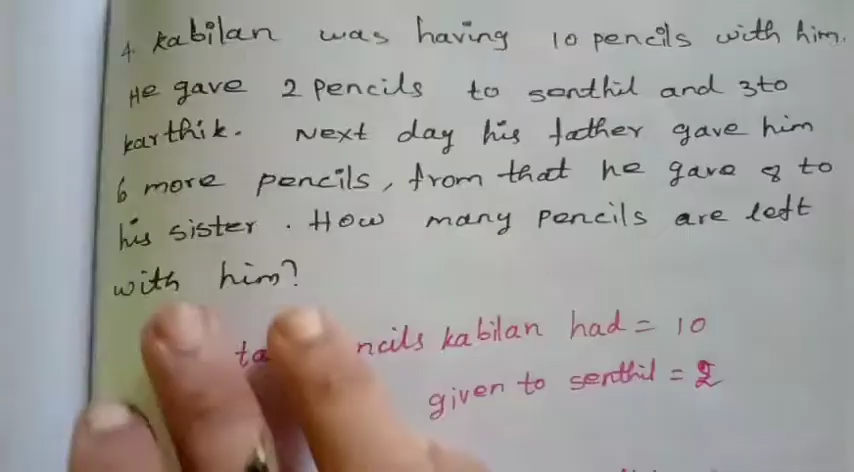 4. Kabilan was having 10 pencils with him.
He gave 2 pencils to senthil and 3 to
karthik. Next day his father gave him
6 more pencils, from that he gave 8 to
his sister. How many pencils are left
with him?
kabilan had = 10
given to senthil = 2